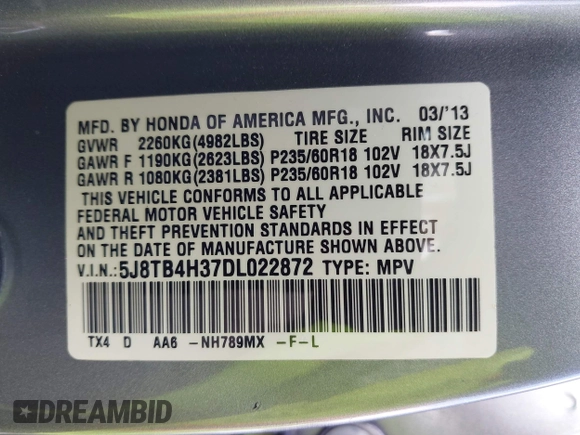 MFD. BY HONDA OF AMERICA MFG., INC. 03/'13
GVWR 2260KG(4982LBS) TIRE SIZE RIM SIZE
GAWR F 1190KG(2623LBS) P235/60R18 102V 18X7.5J
GAWR R 1080KG(2381LBS) P235/60R18 102V 18X7.5J
THIS VEHICLE CONFORMS TO ALL APPLICABLE
FEDERAL MOTOR VEHICLE SAFETY
AND THEFT PREVENTION STANDARDS IN EFFECT
ON THE DATE OF MANUFACTURE SHOWN ABOVE.
V.I.N.: 5J8TB4H37DL022872 TYPE: MPV
TX4 D AA6 -NH789MX -F-L
DREAMBID